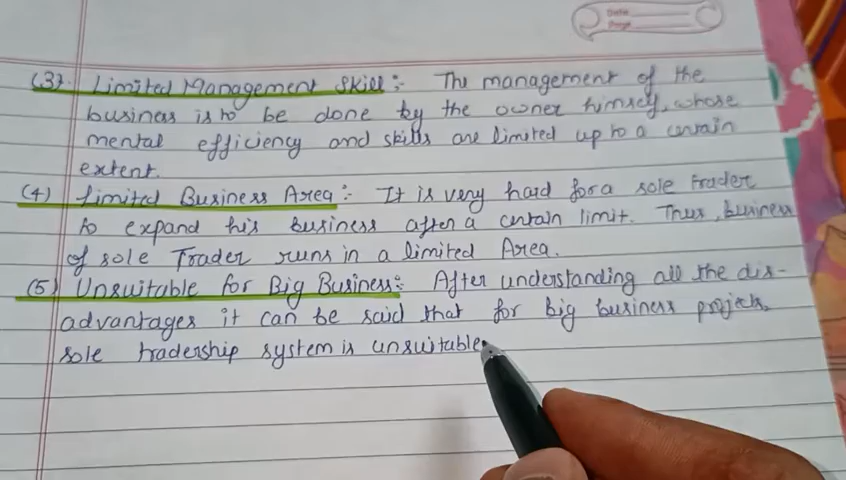 Date
Page
(3). Limited Management Skill:- The management of the
business is to be done by the owner himself, whose
mental efficiency and skills are limited up to a certain
extent.
(4) Limited Business Area:- It is very hard for a sole trader
to expand his business after a certain limit. Thus, business
of sole Trader runs in a limited Area.
(5) Unsuitable for Big Business:- After understanding all the dis-
advantages it can be said that for big business projects,
sole tradership system is unsuitable